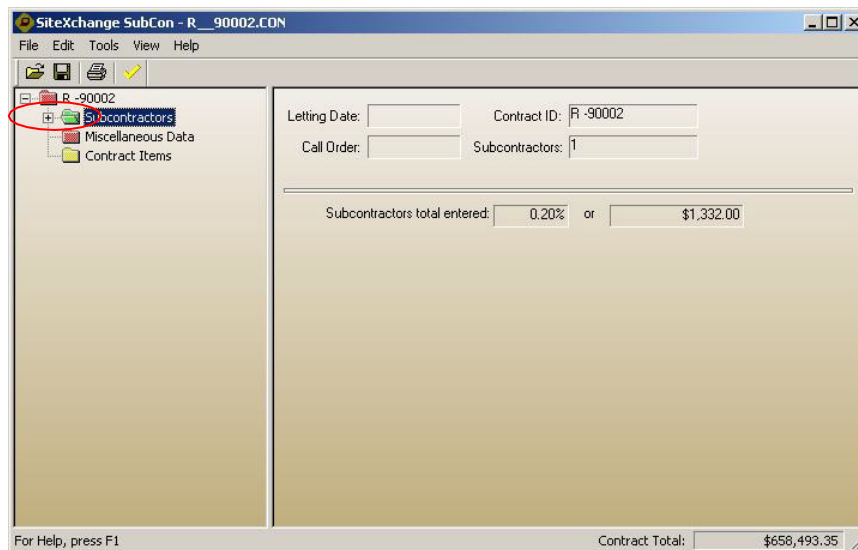 SiteXchange SubCon - R__90002.CON
File Edit Tools View Help
R -90002
Subcontractors
Miscellaneous Data
Contract Items
Letting Date: Contract ID: R -90002
Call Order: Subcontractors: 1
Subcontractors total entered: 0.20% or $1,332.00
For Help, press F1 Contract Total: $658,493.35